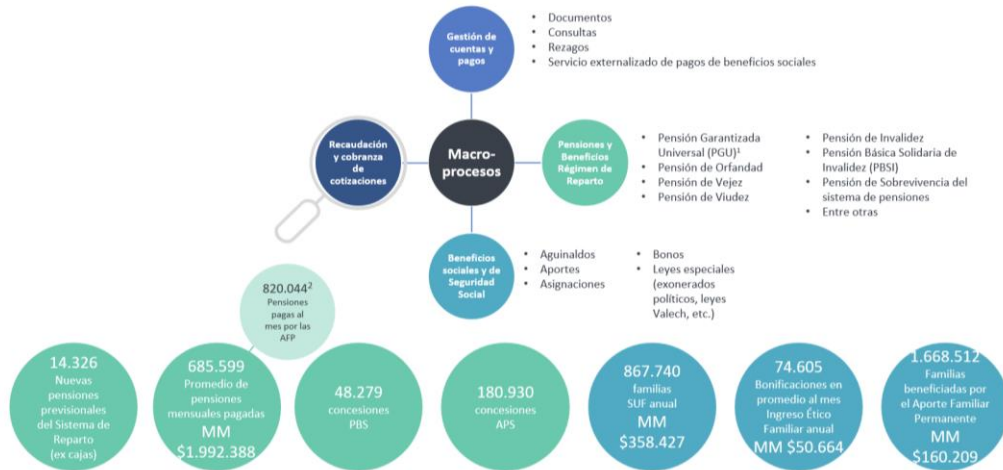 Gestión de
cuentas y
pagos
• Documentos
• Consultas
• Rezagos
• Servicio externalizado de pagos de beneficios sociales
Recaudación
y cobranza
de
cotizaciones
Macro-
procesos
Pensiones y
Beneficios
Régimen de
Reparto
• Pensión Garantizada
Universal (PGU)¹
• Pensión de Orfandad
• Pensión de Vejez
• Pensión de Viudez
• Pensión de Invalidez
• Pensión Básica Solidaria de
Invalidez (PBSI)
• Pensión de Sobrevivencia del
sistema de pensiones
• Entre otras
Beneficios
sociales y de
Seguridad
Social
• Aguinaldos
• Aportes
• Asignaciones
• Bonos
• Leyes especiales
(exonerados
políticos, leyes
Valech, etc.)
820.044²
Pensiones
pagas al
mes por las
AFP
14.326
Nuevas
pensiones
previsionales
del Sistema de
Reparto
(ex cajas)
685.599
Promedio de
pensiones
mensuales pagadas
MM
$1.992.388
48.279
concesiones
PBS
180.930
concesiones
APS
867.740
familias
SUF anual
MM
$358.427
74.605
Bonificaciones en
promedio al mes
Ingreso Ético
Familiar anual
MM $50.664
1.668.512
Familias
beneficiadas por
el Aporte Familiar
Permanente
MM
$160.209